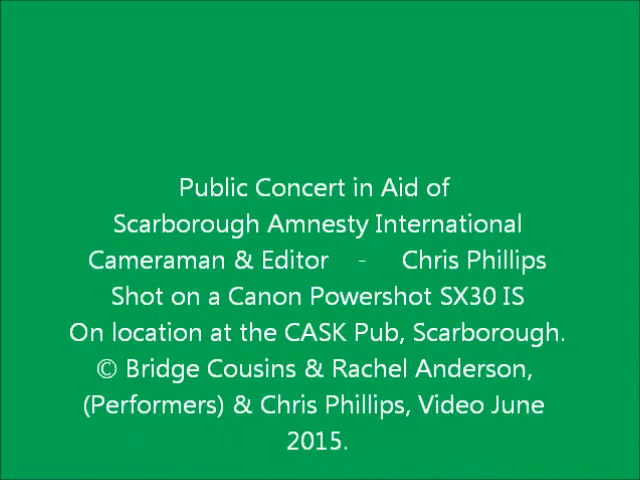 Public Concert in Aid of
Scarborough Amnesty International
Cameraman & Editor - Chris Phillips
Shot on a Canon Powershot SX30 IS
On location at the CASK Pub, Scarborough.
© Bridge Cousins & Rachel Anderson,
(Performers) & Chris Phillips, Video June
2015.